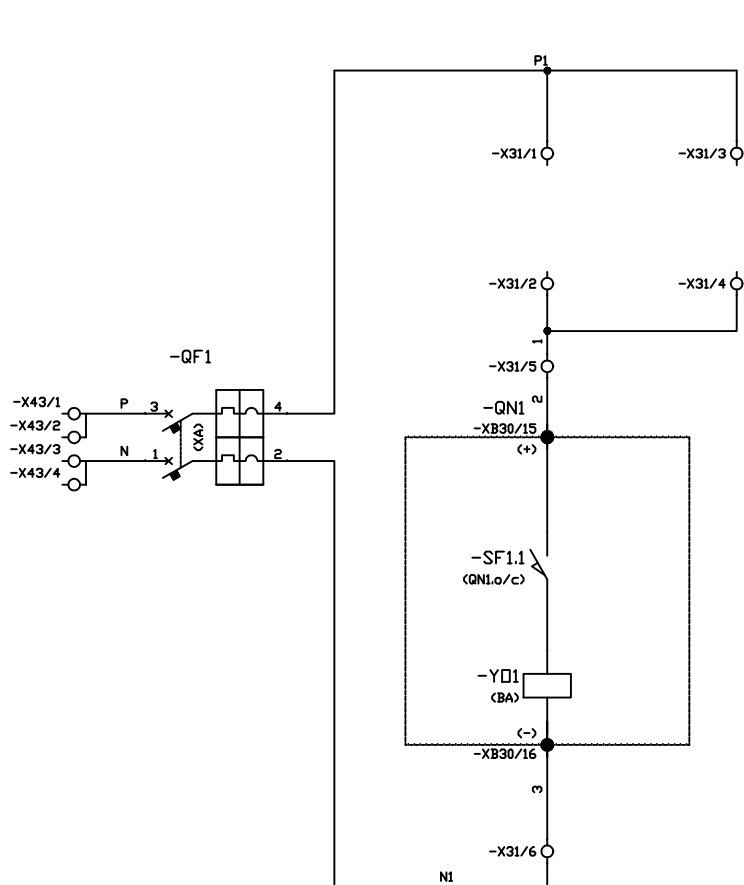 P1
-X31/1
-X31/3
-X31/2
-X31/4
1
-QF1
-X31/5
-X43/1
P
3
4
2
-QN1
-X43/2
-XB30/15
(XA)
-X43/3
N
1
2
(+)
-X43/4
-SF1.1
(QN1.o/c)
-YO1
(BA)
(-)
-XB30/16
3
-X31/6
N1